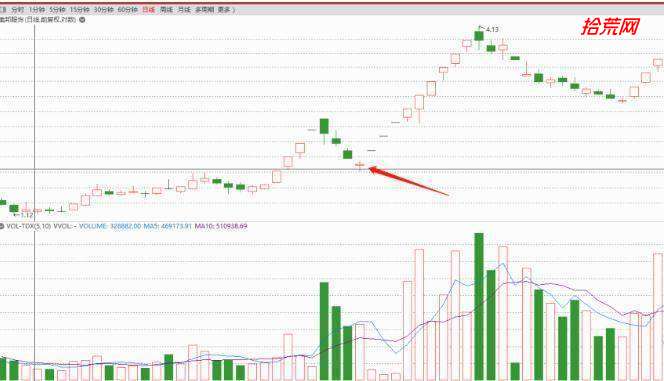 分时 1分钟 5分钟 15分钟 30分钟 60分钟 日线 周线 月线 多周期 更多 》
(日线,前复权,对数)
拾荒网
4.13
1.12
VOL-TDX(5,10) VVOL: - VOLUME: 328882.00 MA5: 469173.91 MA10: 510938.69